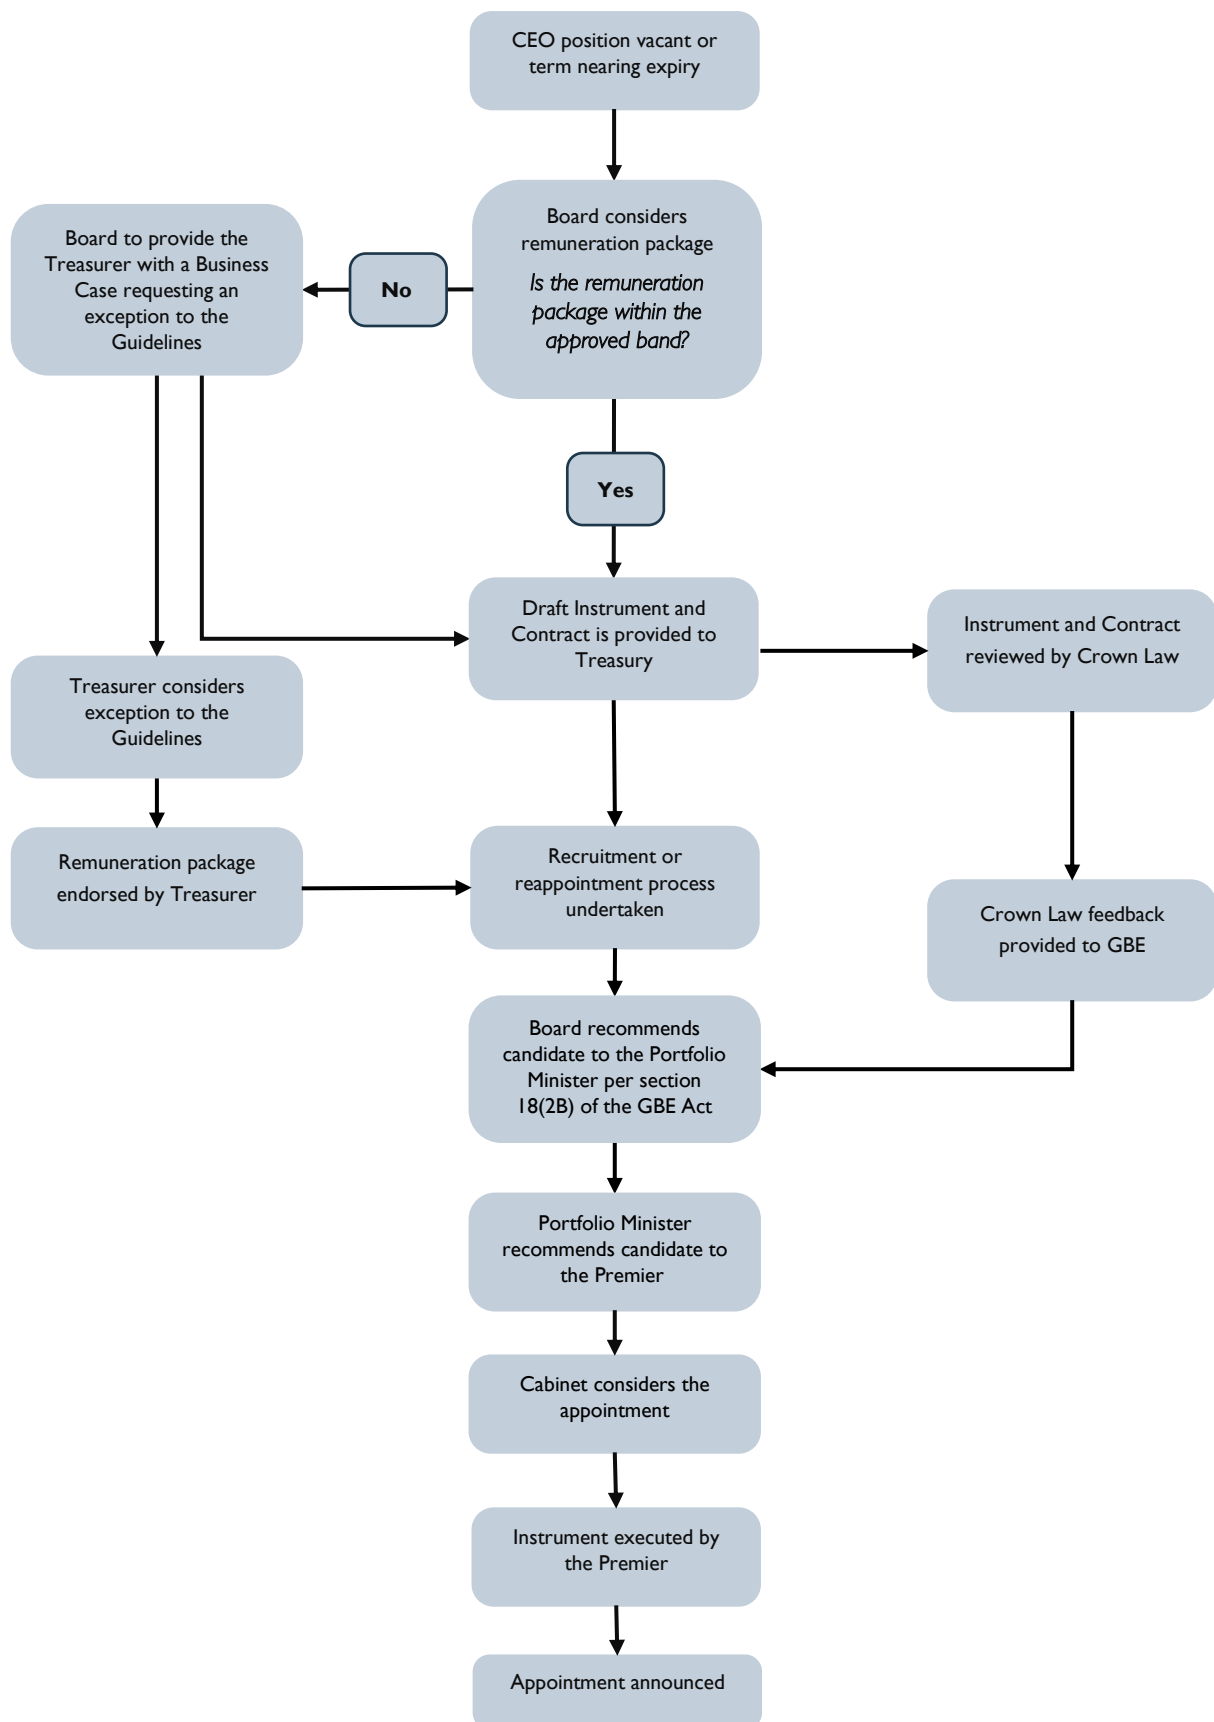 CEO position vacant or
term nearing expiry
Board considers
remuneration package
Is the remuneration
package within the
approved band?
No
Board to provide the
Treasurer with a Business
Case requesting an
exception to the
Guidelines
Yes
Draft Instrument and
Contract is provided to
Treasury
Instrument and Contract
reviewed by Crown Law
Treasurer considers
exception to the
Guidelines
Remuneration package
endorsed by Treasurer
Recruitment or
reappointment process
undertaken
Crown Law feedback
provided to GBE
Board recommends
candidate to the Portfolio
Minister per section
18(2B) of the GBE Act
Portfolio Minister
recommends candidate to
the Premier
Cabinet considers the
appointment
Instrument executed by
the Premier
Appointment announced